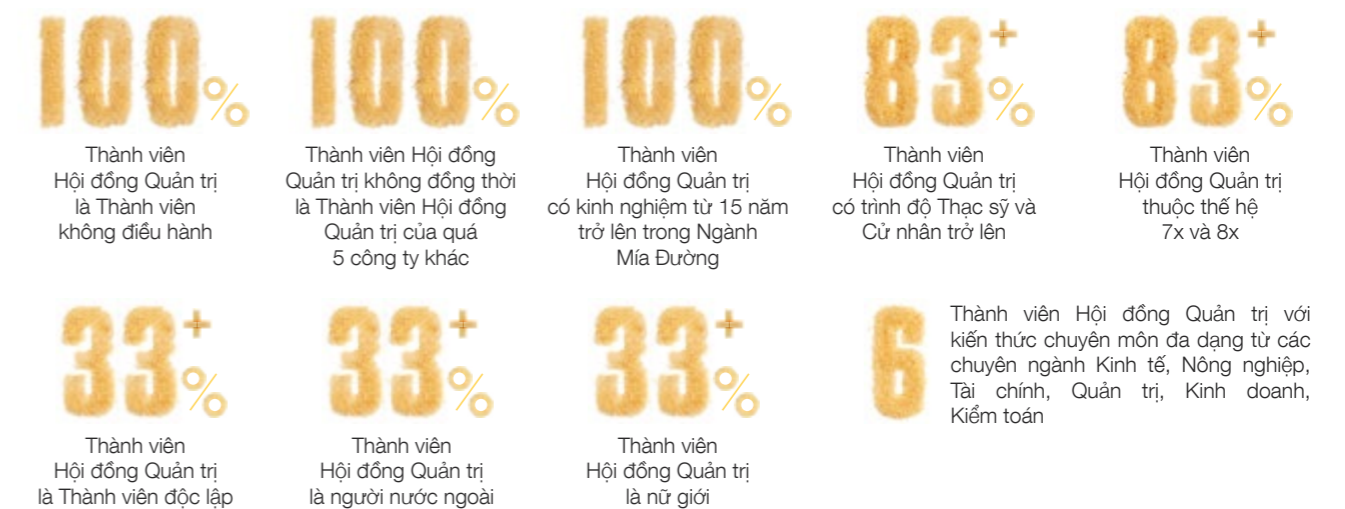 100%
Thành viên
Hội đồng Quản trị
là Thành viên
không điều hành
100%
Thành viên Hội đồng
Quản trị không đồng thời
là Thành viên Hội đồng
Quản trị của quá
5 công ty khác
100%
Thành viên
Hội đồng Quản trị
có kinh nghiệm từ 15 năm
trở lên trong Ngành
Mía Đường
83+%
Thành viên
Hội đồng Quản trị
có trình độ Thạc sỹ và
Cử nhân trở lên
83+%
Thành viên
Hội đồng Quản trị
thuộc thế hệ
7x và 8x
33+%
Thành viên
Hội đồng Quản trị
là Thành viên độc lập
33+%
Thành viên
Hội đồng Quản trị
là người nước ngoài
33+%
Thành viên
Hội đồng Quản trị
là nữ giới
6
Thành viên Hội đồng Quản trị với
kiến thức chuyên môn đa dạng từ các
chuyên ngành Kinh tế, Nông nghiệp,
Tài chính, Quản trị, Kinh doanh,
Kiểm toán